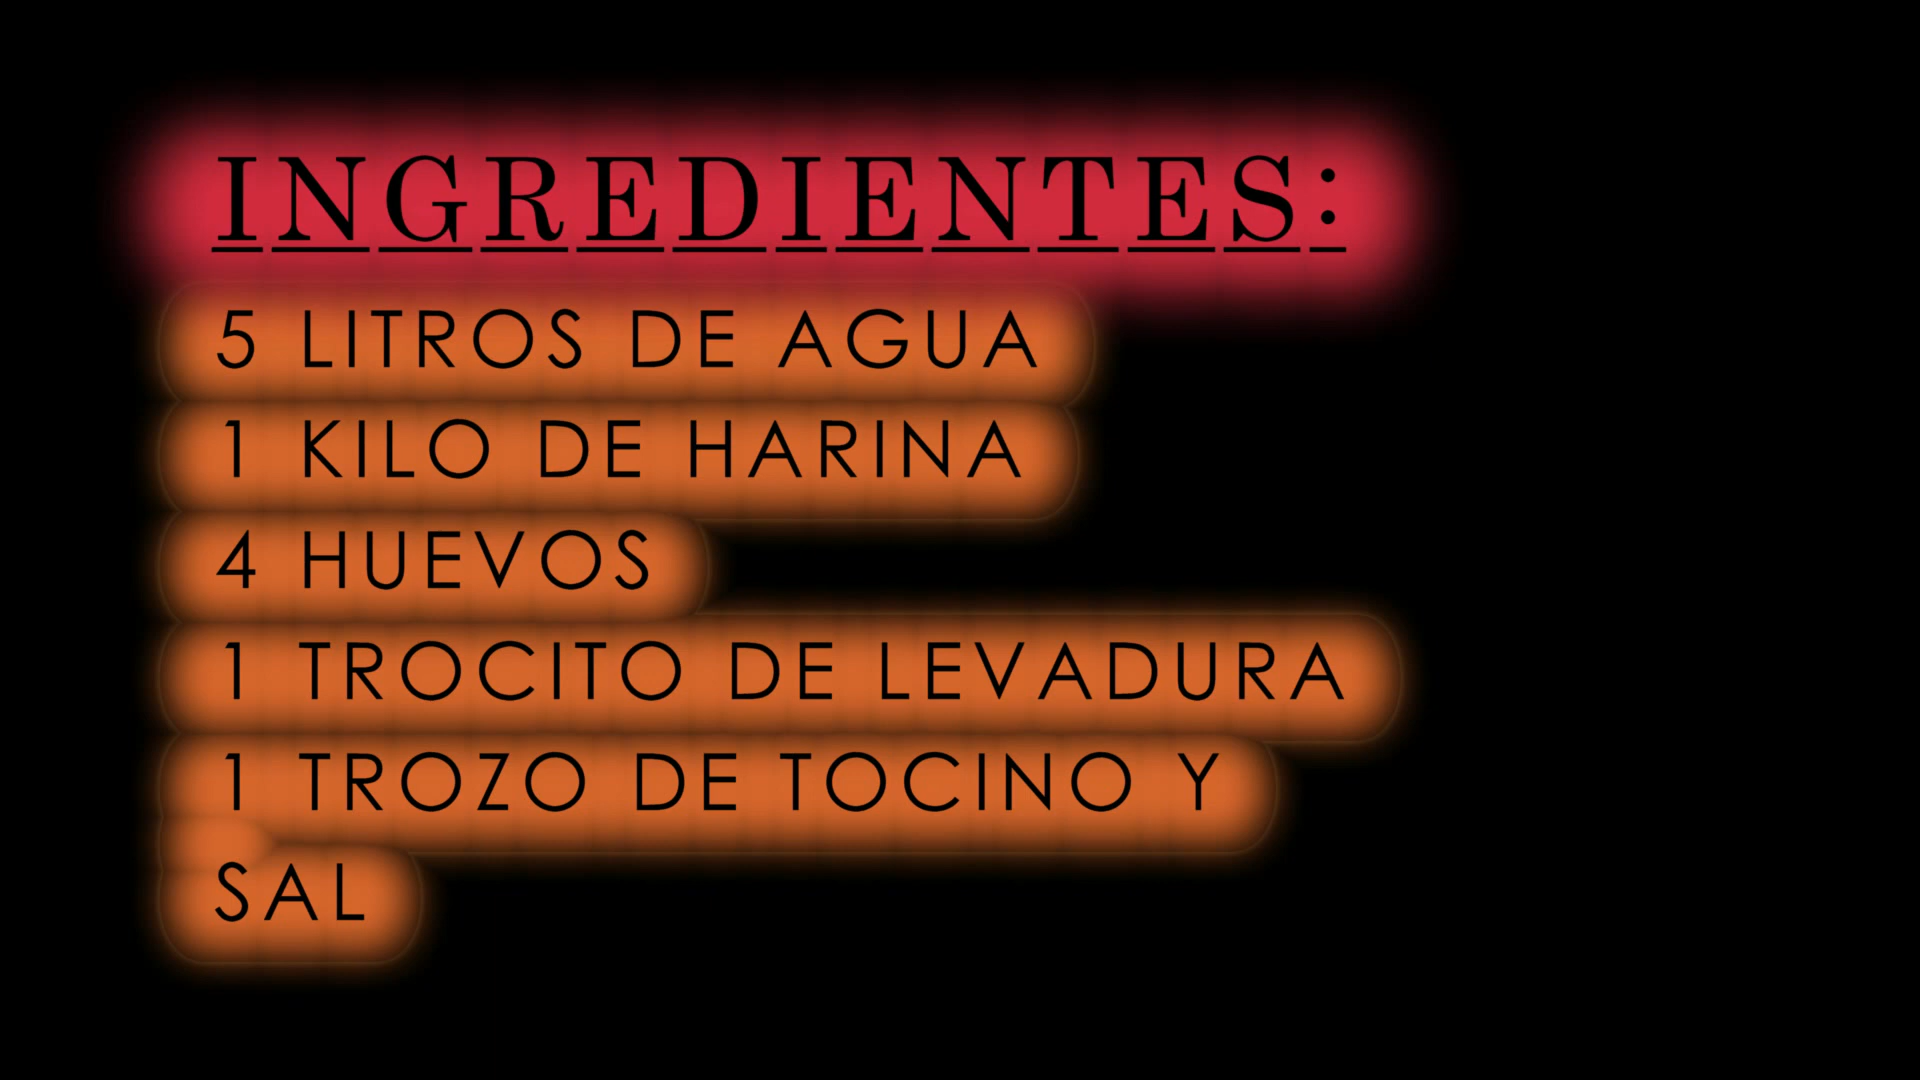 INGREDIENTES:
5 LITROS DE AGUA
1 KILO DE HARINA
4 HUEVOS
1 TROCITO DE LEVADURA
1 TROZO DE TOCINO Y
SAL